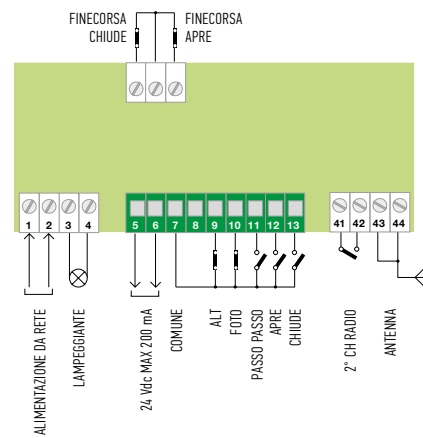 FINECORSA
CHIUDE
FINECORSA
APRE
1 2 3 4
5 6 7 8 9 10 11 12 13
41 42 43 44
ALIMENTAZIONE DA RETE
LAMPEGGIANTE
24 Vdc MAX 200 mA
COMUNE
ALT
FOTO
PASSO PASSO
APRE
CHIUDE
2° CH RADIO
ANTENNA